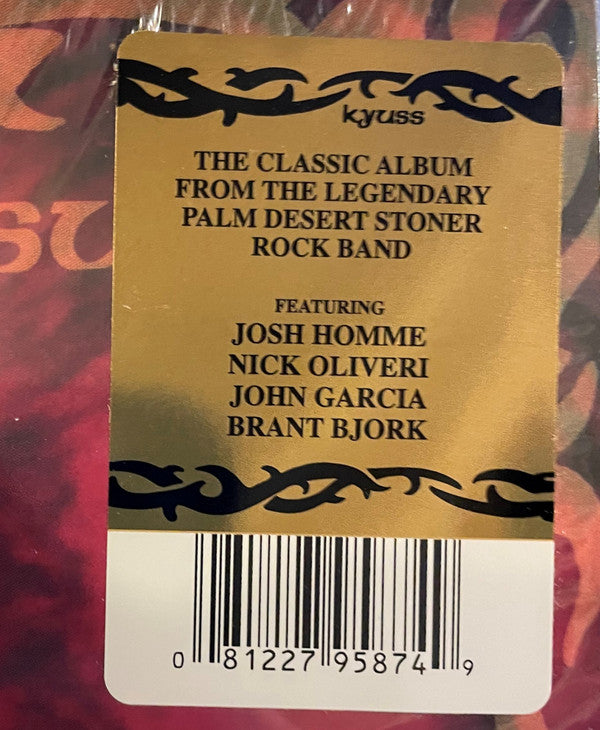 kyuss
THE CLASSIC ALBUM
FROM THE LEGENDARY
PALM DESERT STONER
ROCK BAND
FEATURING
JOSH HOMME
NICK OLIVERI
JOHN GARCIA
BRANT BJORK
0 81227 95874 9